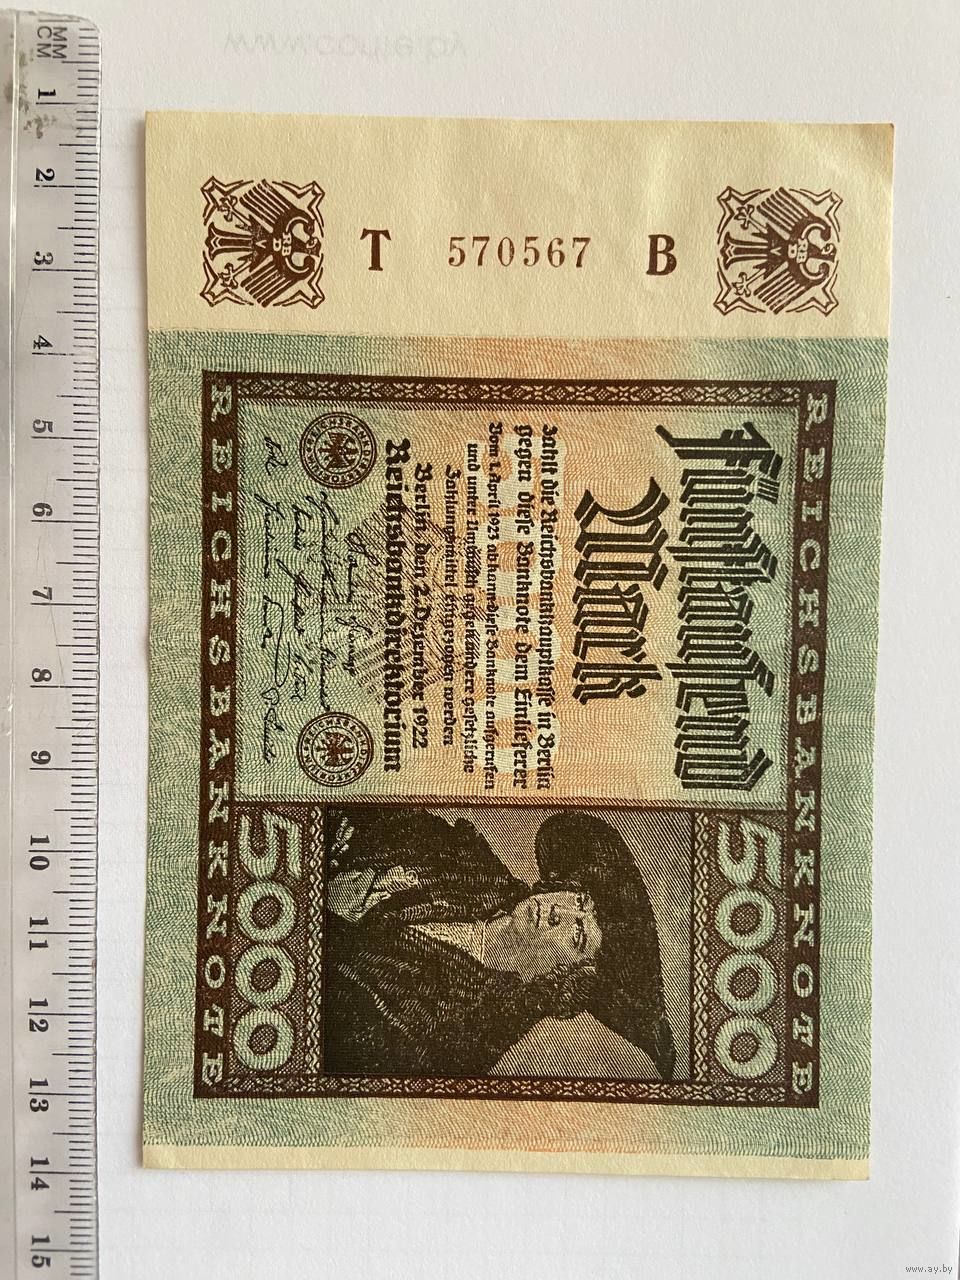 MM
CM
1 2 3 4 5 6 7 8 9 10 11 12 13 14 15
T 570567 B
REICHSBANKNOTE
Fünftausend
Mark
Zahlt die Reichsbankhauptkasse in Berlin
gegen diese Banknote dem Einlieferer
Vom 1. April 1923 ab kann diese Banknote aufgerufen
und unter Umtausch gegen andere gesetzliche
Zahlungsmittel eingezogen werden
Berlin, den 2. Dezember 1922
Reichsbankdirektorium
5000
5000
REICHSBANKNOTE
www.ay.by